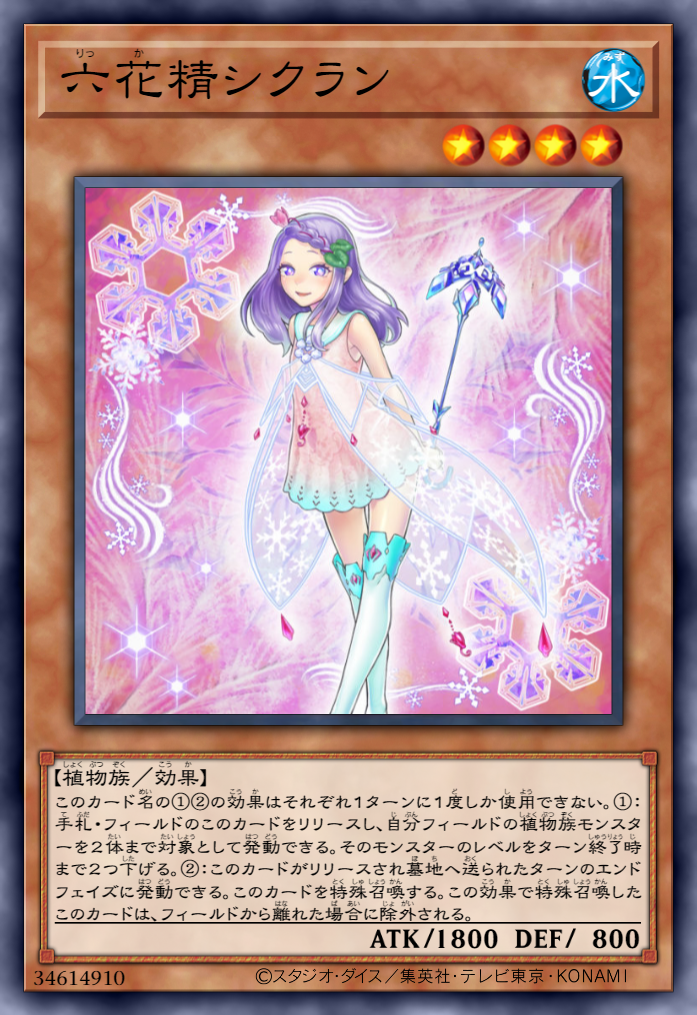 六花精シクラン
水
【植物族／効果】
このカード名の①②の効果はそれぞれ1ターンに1度しか使用できない。①：
手札・フィールドのこのカードをリリースし、自分フィールドの植物族モンスタ
ーを２体まで対象として発動できる。そのモンスターのレベルをターン終了時
まで２つ下げる。②：このカードがリリースされ墓地へ送られたターンのエンド
フェイズに発動できる。このカードを特殊召喚する。この効果で特殊召喚した
このカードは、フィールドから離れた場合に除外される。
ATK/1800 DEF/ 800
34614910 ©スタジオ・ダイス／集英社・テレビ東京・KONAMI